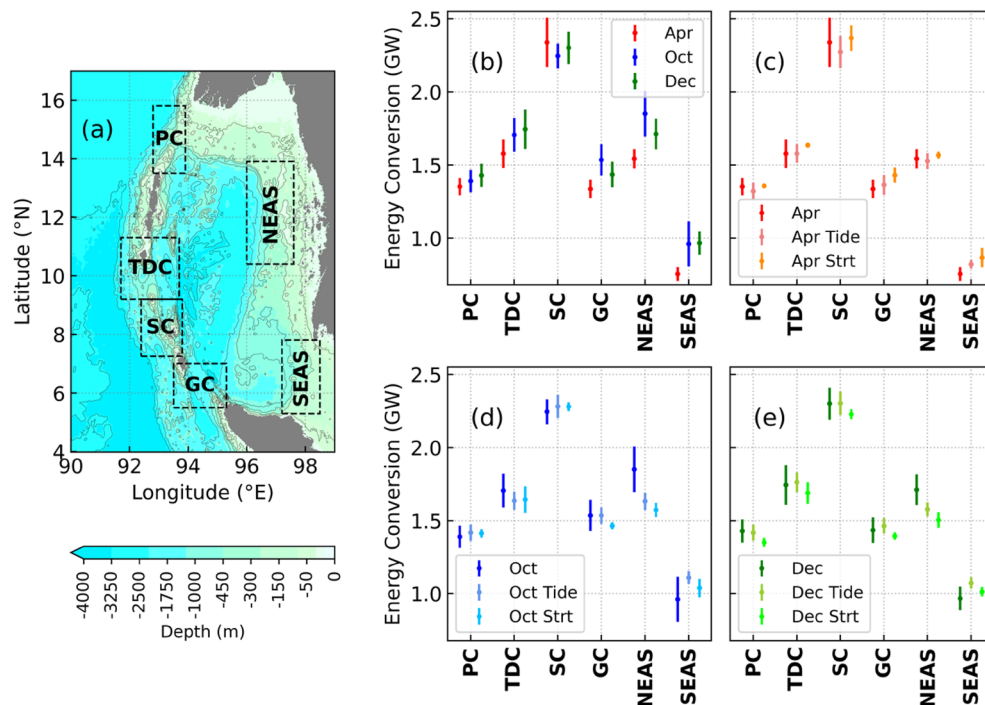 (a)
16
14
12
10
8
6
4
Latitude (°N)
PC
TDC
SC
GC
NEAS
SEAS
90 92 94 96 98
Longitude (°E)
-4000 -3250 -2500 -1750 -1000 -500 -250 -100 -50 0
Depth (m)
(b)
Energy Conversion (GW)
2.5
2.0
1.5
1.0
Apr
Oct
Dec
PC TDC SC GC NEAS SEAS
(c)
Apr
Apr Tide
Apr Strt
PC TDC SC GC NEAS SEAS
(d)
Energy Conversion (GW)
2.5
2.0
1.5
1.0
Oct
Oct Tide
Oct Strt
PC TDC SC GC NEAS SEAS
(e)
Dec
Dec Tide
Dec Strt
PC TDC SC GC NEAS SEAS